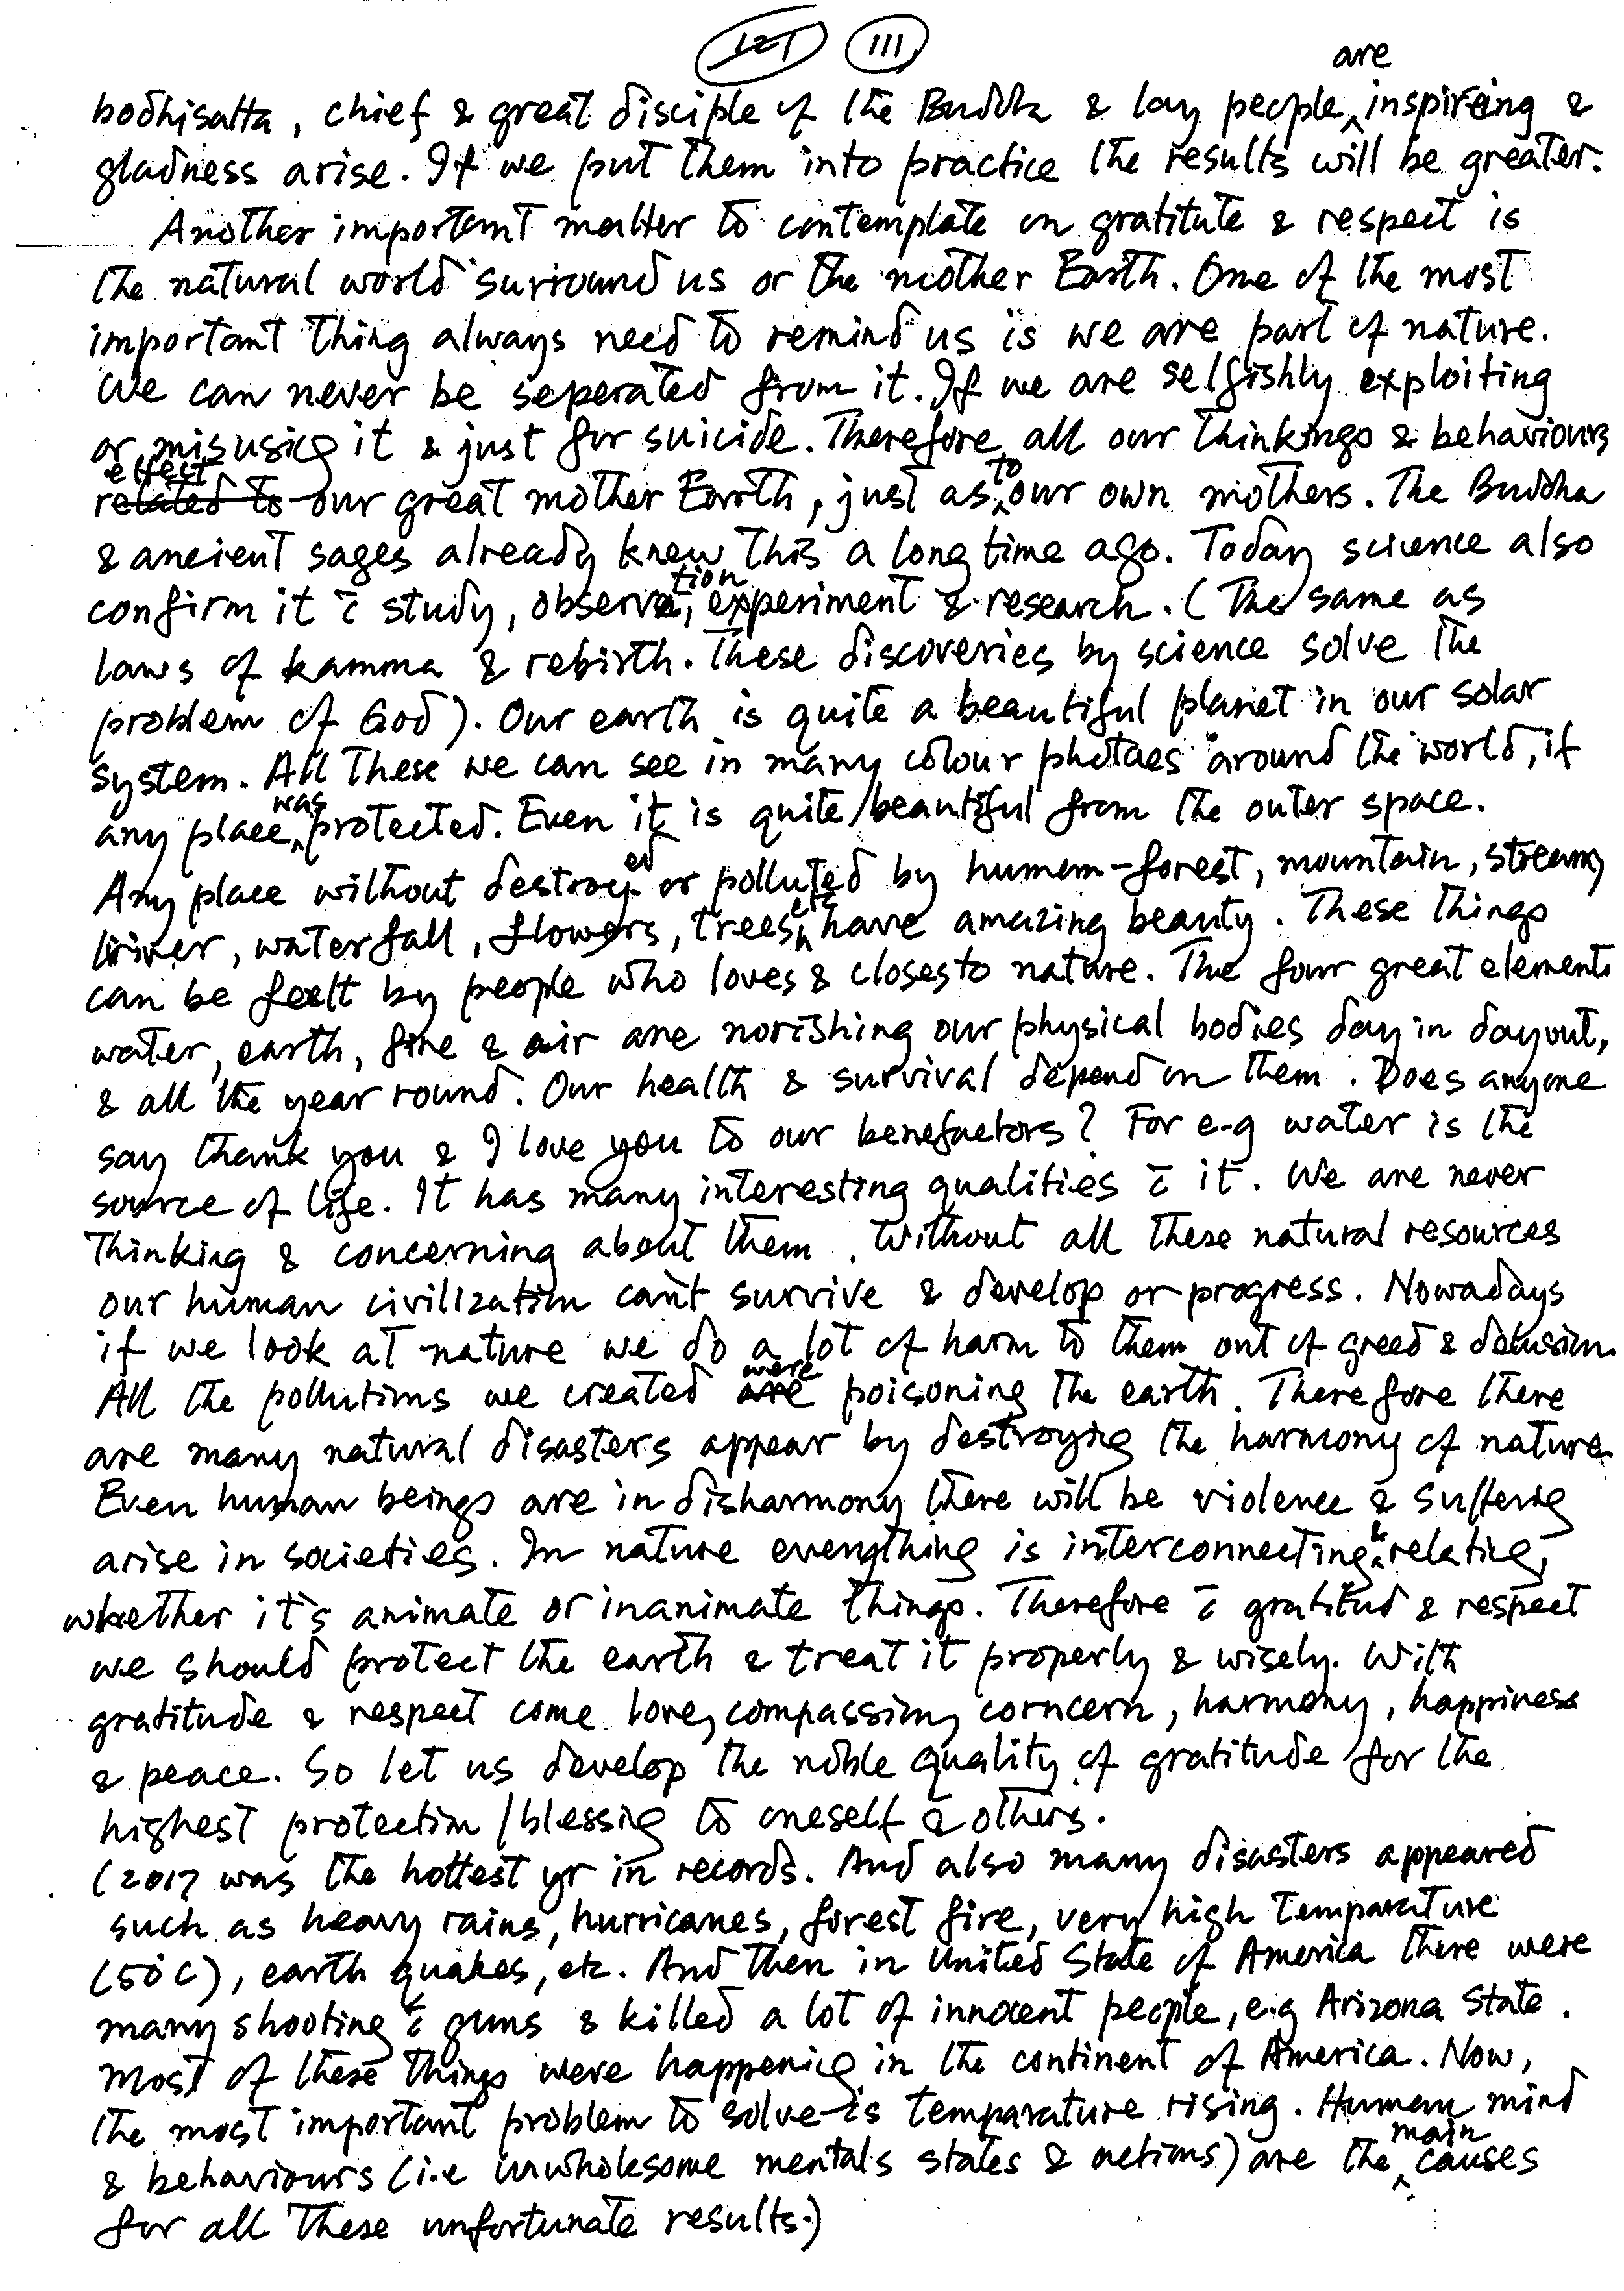 121 111
bodhisatta, chief & great disciple of the Buddha & lay people are inspiring &
gladness arise. If we put them into practice the results will be greater.
Another important matter to contemplate on gratitute & respect is
the natural world surround us or the mother Earth. One of the most
important thing always need to remind us is we are part of nature.
We can never be seperated from it. If we are selfishly exploiting
or misusing it & just for suicide. Therefore, all our thinkings & behaviours
effect related to our great mother Earth, just as to our own mothers. The Buddha
& ancient sages already knew this a long time ago. Today science also
confirm it c̄ study, observation, experiment & research. (The same as
laws of kamma & rebirth. These discoveries by science solve the
problem of God). Our earth is quite a beautiful planet in our solar
system. All these we can see in many colour photoes around the world, if
any place was protected. Even it is quite beautiful from the outer space.
Any place without destroyed or polluted by human-forest, mountain, stream,
river, waterfall, flowers, trees etc have amazing beauty. These things
can be felt by people who loves & closes to nature. The four great elements
water, earth, fire & air are norishing our physical bodies day in day out,
& all the year round. Our health & survival depend on them. Does anyone
say thank you & I love you to our benefactors? For e-g water is the
source of life. It has many interesting qualities c̄ it. We are never
thinking & concerning about them. Without all these natural resources
our human civilization can't survive & develop or progress. Nowadays
if we look at nature we do a lot of harm to them out of greed & delusion.
All the pollutions we created were are poisoning the earth. Therefore there
are many natural disasters appear by destroying the harmony of nature.
Even human beings are in disharmony there will be violence & suffering
arise in societies. In nature everything is interconnecting & relating,
whether it's animate or inanimate things. Therefore c̄ gratitud & respect
we should protect the earth & treat it properly & wisely. With
gratitude & respect come love, compassion, corncern, harmony, happiness
& peace. So let us develop the noble quality of gratitude for the
highest protection / blessing to oneself & others.
(2017 was the hottest yr in records. And also many disasters appeared
such as heavy rains, hurricanes, forest fire, very high temparature
(50°C), earth quakes, etc. And then in United State of America there were
many shooting c̄ guns & killed a lot of innocent people, e.g Arizona State.
Most of these things were happening in the continent of America. Now,
the most important problem to solve is temparature rising. Human mind
& behaviours (i.e unwholesome mentals states & actions) are the main causes
for all these unfortunate results.)